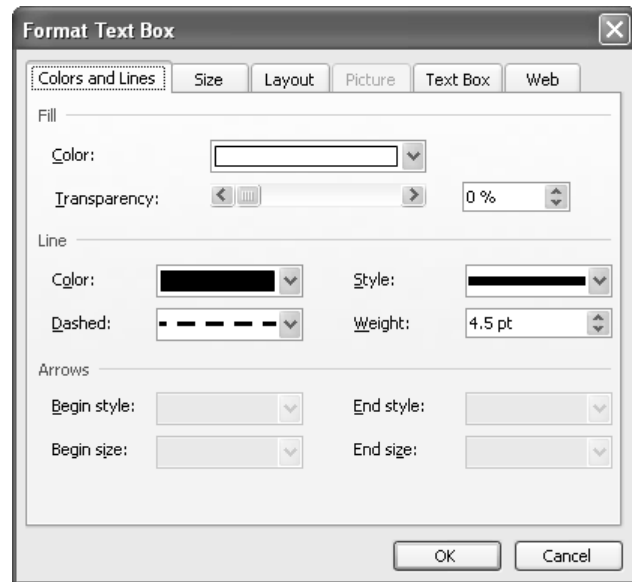 Format Text Box
Colors and Lines Size Layout Picture Text Box Web
Fill
Color:
Transparency: 0 %
Line
Color: Style:
Dashed: Weight: 4.5 pt
Arrows
Begin style: End style:
Begin size: End size:
OK Cancel